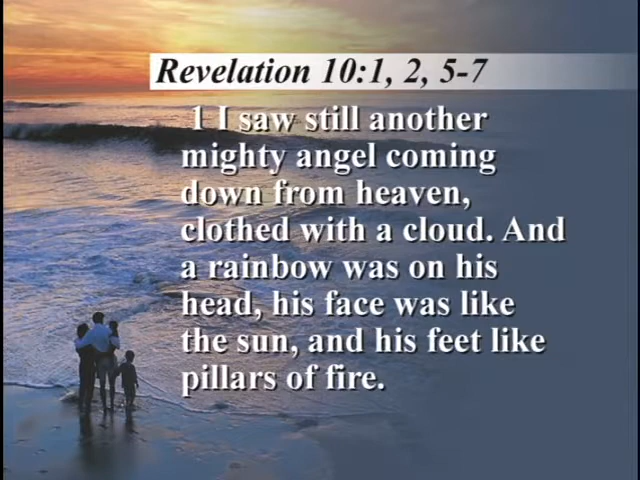 Revelation 10:1, 2, 5-7
1 I saw still another
mighty angel coming
down from heaven,
clothed with a cloud. And
a rainbow was on his
head, his face was like
the sun, and his feet like
pillars of fire.